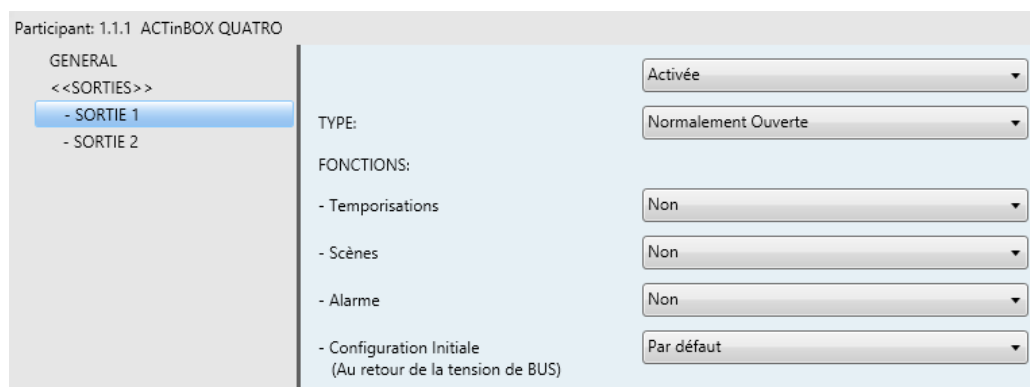 Participant: 1.1.1 ACTinBOX QUATRO
GENERAL
<<SORTIES>>
- SORTIE 1
- SORTIE 2
Activée
TYPE: Normalement Ouverte
FONCTIONS:
- Temporisations Non
- Scènes Non
- Alarme Non
- Configuration Initiale Par défaut
(Au retour de la tension de BUS)